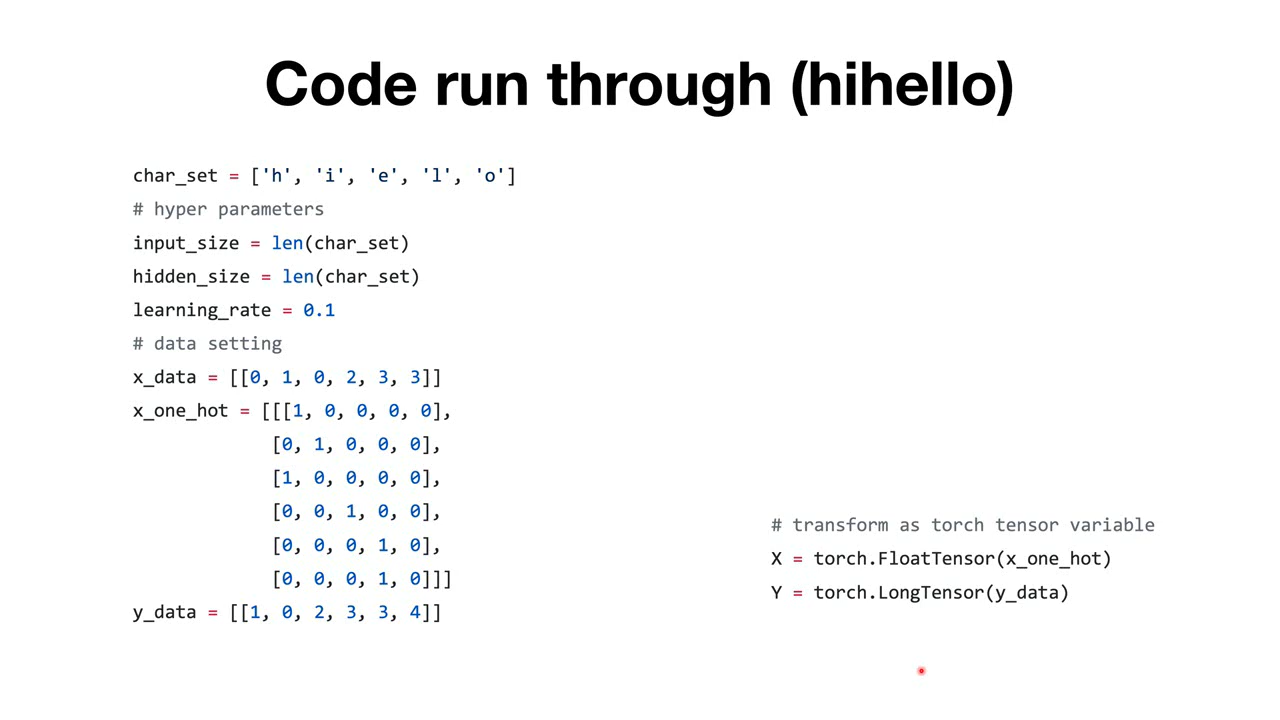 Code run through (hihello)
char_set = ['h', 'i', 'e', 'l', 'o']
# hyper parameters
input_size = len(char_set)
hidden_size = len(char_set)
learning_rate = 0.1
# data setting
x_data = [[0, 1, 0, 2, 3, 3]]
x_one_hot = [[[1, 0, 0, 0, 0],
[0, 1, 0, 0, 0],
[1, 0, 0, 0, 0],
[0, 0, 1, 0, 0],
[0, 0, 0, 1, 0],
[0, 0, 0, 1, 0]]]
y_data = [[1, 0, 2, 3, 3, 4]]
# transform as torch tensor variable
X = torch.FloatTensor(x_one_hot)
Y = torch.LongTensor(y_data)